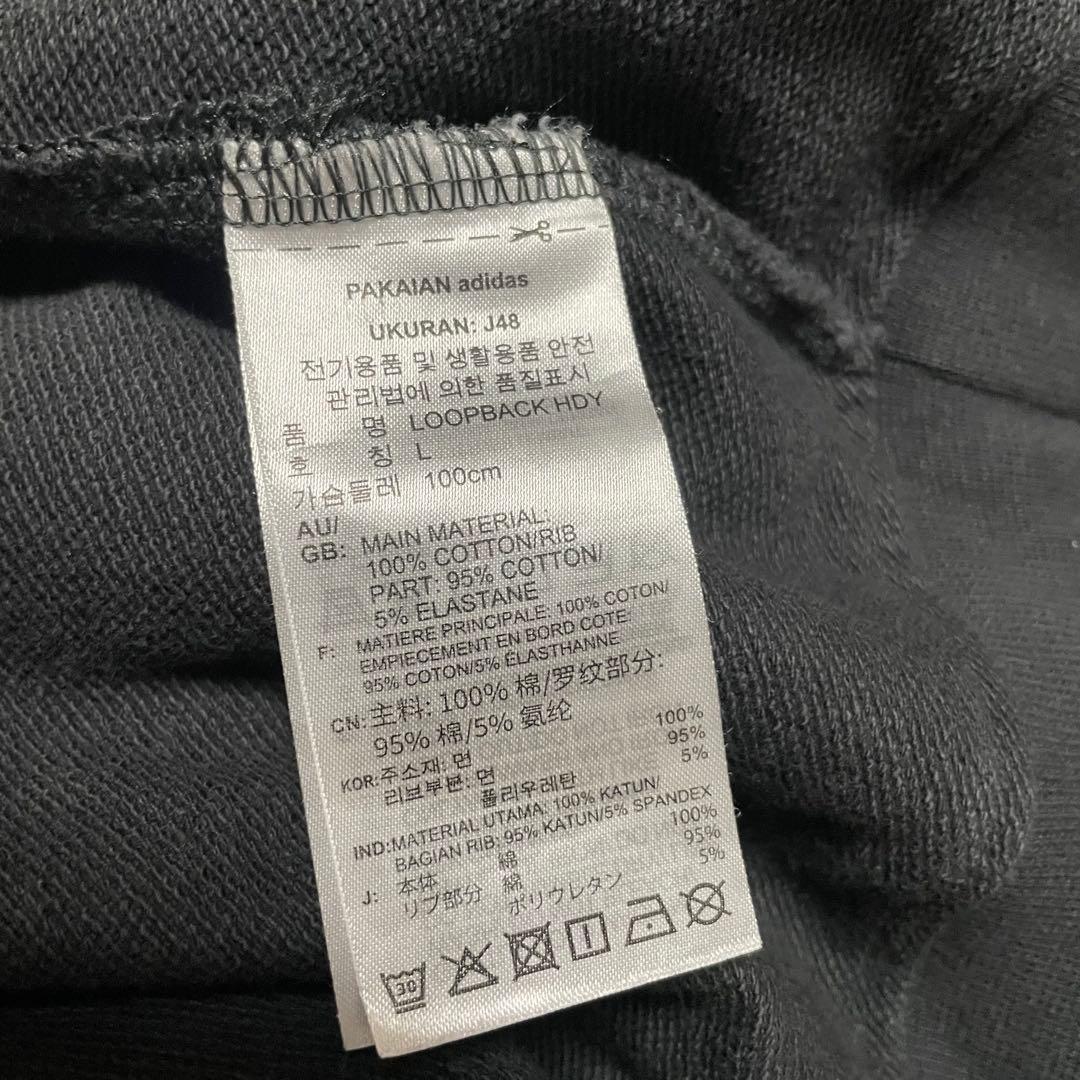 PAKAIAN adidas
UKURAN: J48
전기용품 및 생활용품 안전
관리법에 의한 품질표시
품 명 LOOPBACK HDY
호 칭 L
가슴둘레 100cm
AU/
GB: MAIN MATERIAL:
100% COTTON/RIB
PART: 95% COTTON/
5% ELASTANE
F: MATIERE PRINCIPALE: 100% COTON/
EMPIECEMENT EN BORD COTE:
95% COTON/5% ÉLASTHANNE
CN: 主料: 100% 棉/罗纹部分:
95% 棉/5% 氨纶
KOR: 주소재: 면 100%
리브부분: 면 95%
폴리우레탄 5%
IND: MATERIAL UTAMA: 100% KATUN/
BAGIAN RIB: 95% KATUN/5% SPANDEX
J: 本体 綿 100%
リブ部分 綿 95%
ポリウレタン 5%
30